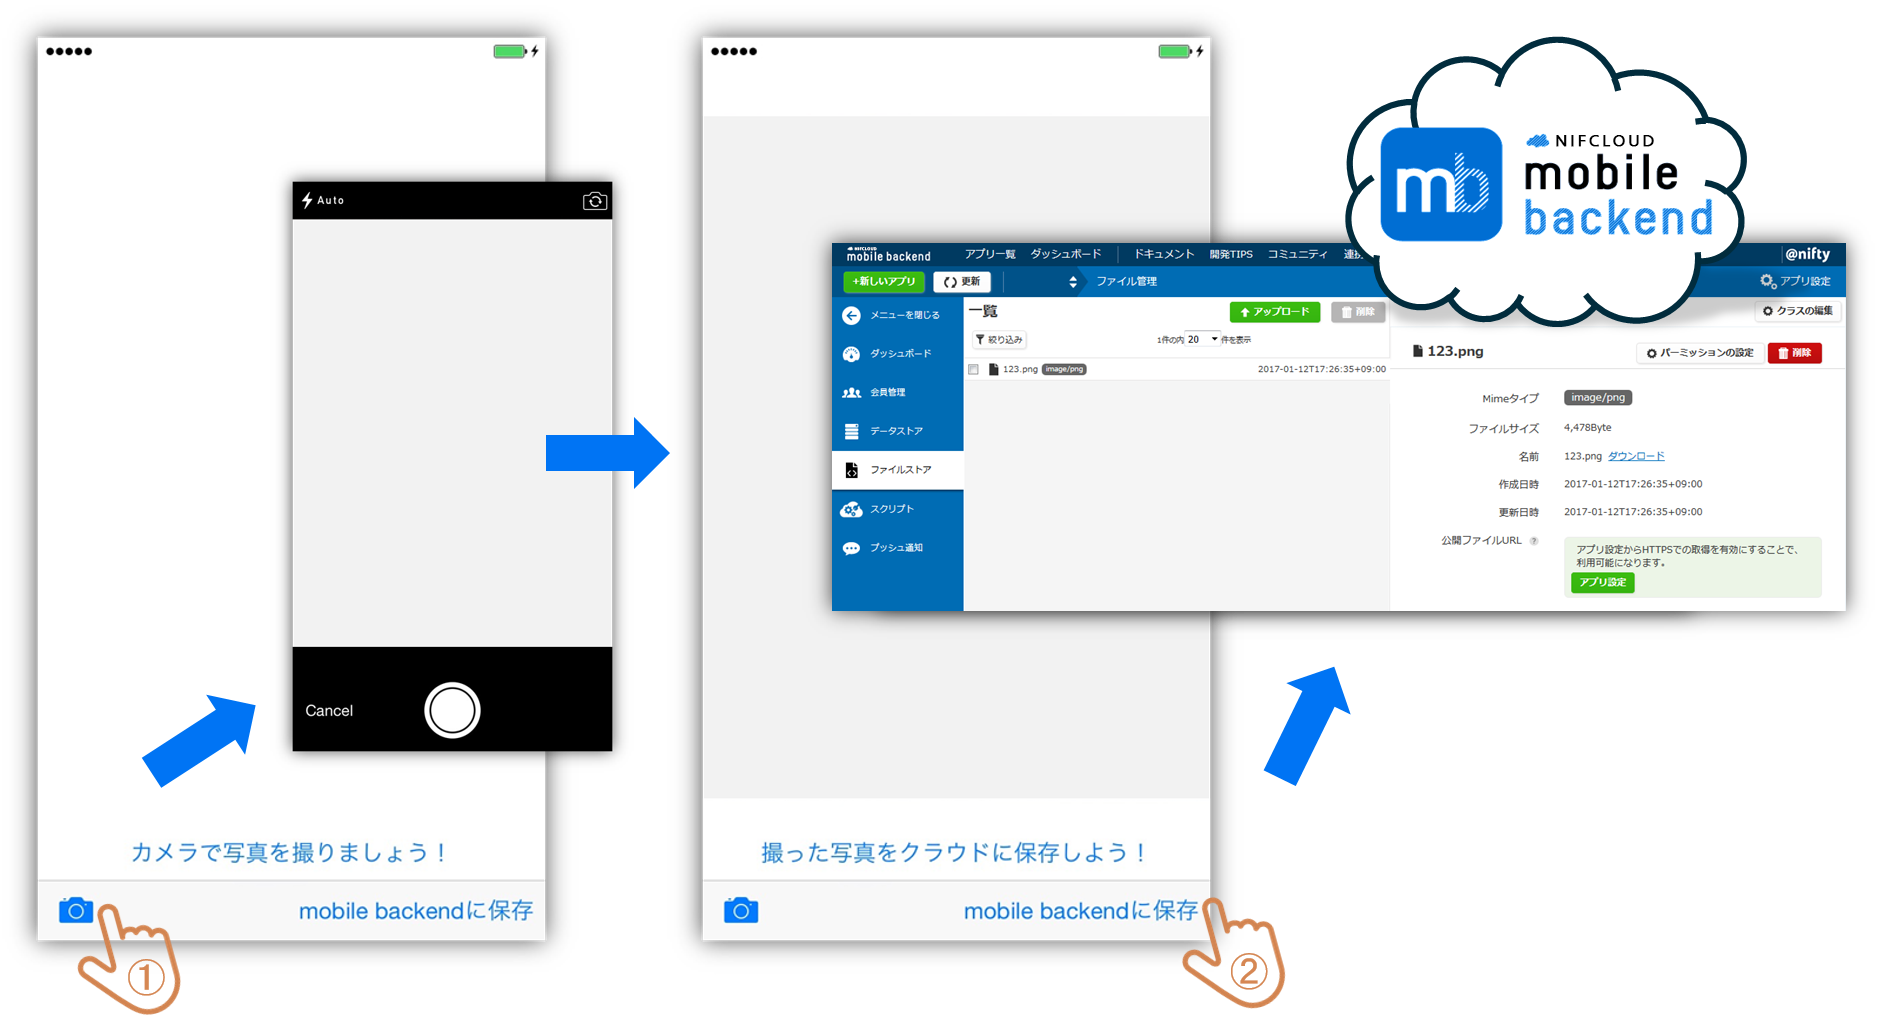 Auto
Cancel
カメラで写真を撮りましょう！
mobile backendに保存
①
撮った写真をクラウドに保存しよう！
mobile backendに保存
②
NIFCLOUD
mobile
backend
NIFCLOUD
mobile backend
アプリ一覧 ダッシュボード ドキュメント 開発TIPS コミュニティ
@nifty
+新しいアプリ 更新 ファイル管理 アプリ設定
メニューを閉じる
ダッシュボード
会員管理
データストア
ファイルストア
スクリプト
プッシュ通知
一覧 アップロード 削除
絞り込み 1件の内 20 件を表示
123.png image/png 2017-01-12T17:26:35+09:00
クラスの編集
123.png パーミッションの設定 削除
Mimeタイプ image/png
ファイルサイズ 4,478Byte
名前 123.png ダウンロード
作成日時 2017-01-12T17:26:35+09:00
更新日時 2017-01-12T17:26:35+09:00
公開ファイルURL ?
アプリ設定からHTTPSでの取得を有効にすることで、
利用可能になります。
アプリ設定